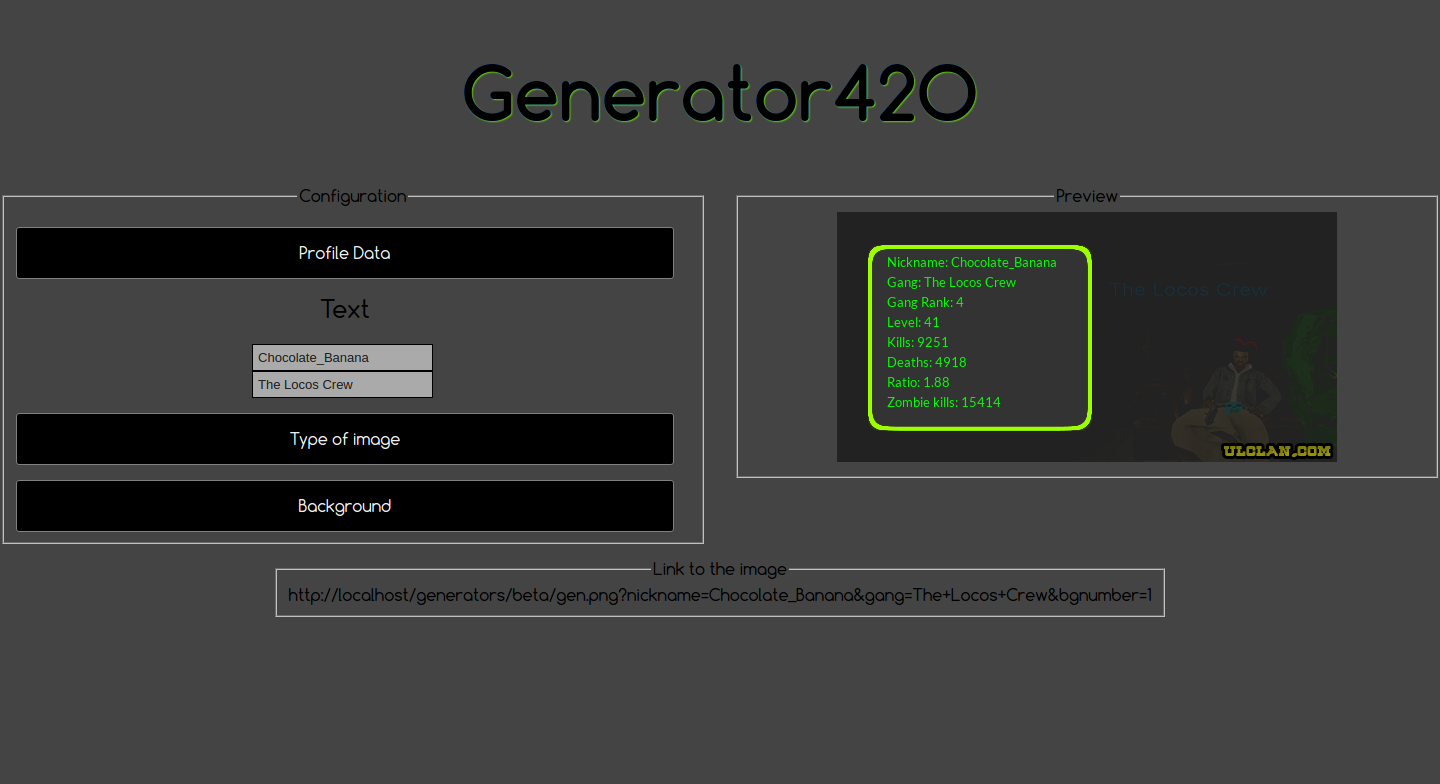 Generator420
Configuration
Profile Data
Text
Chocolate_Banana
The Locos Crew
Type of image
Background
Preview
Nickname: Chocolate_Banana
Gang: The Locos Crew
Gang Rank: 4
Level: 41
Kills: 9251
Deaths: 4918
Ratio: 1.88
Zombie kills: 15414
The Locos Crew
ULCLAN.COM
Link to the image
http://localhost/generators/beta/gen.png?nickname=Chocolate_Banana&gang=The+Locos+Crew&bgnumber=1